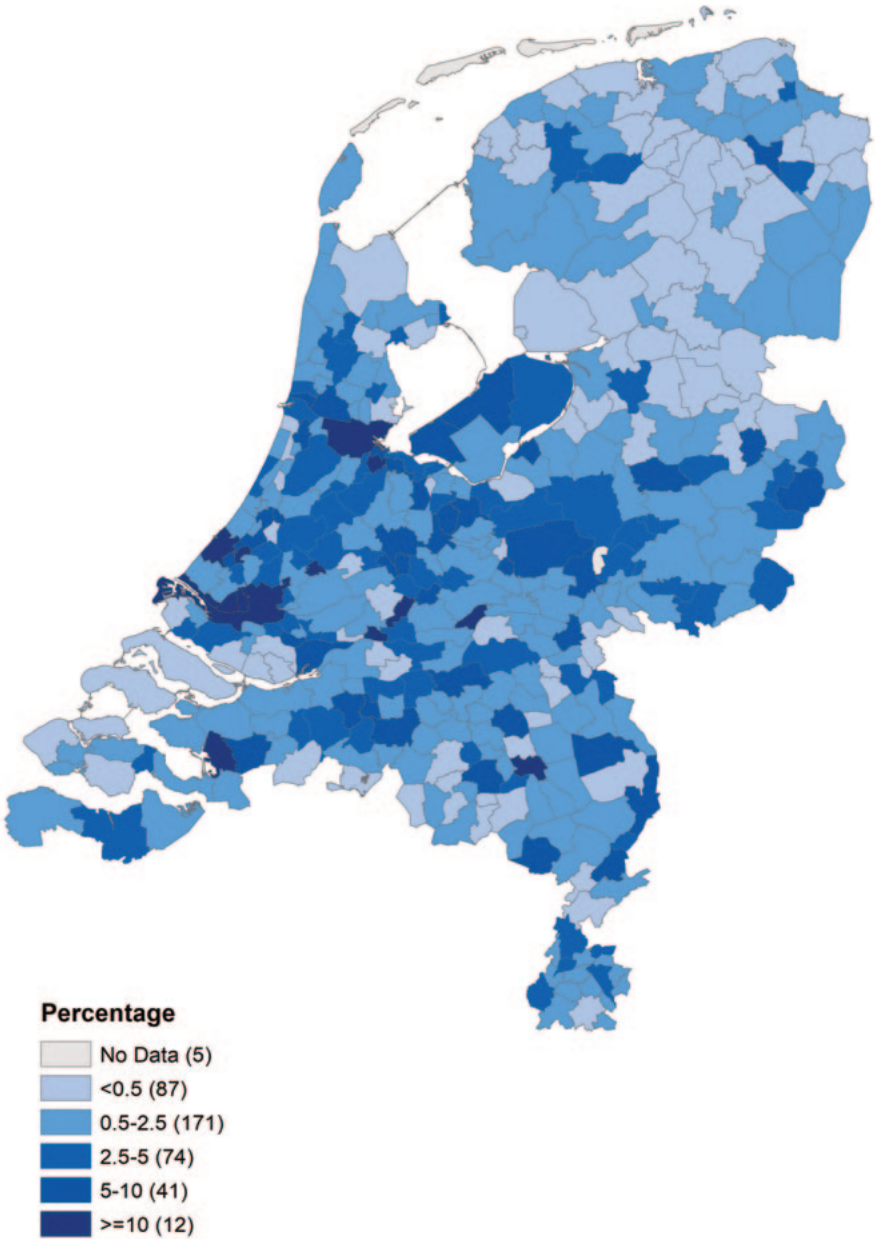 Percentage
No Data (5)
<0.5 (87)
0.5-2.5 (171)
2.5-5 (74)
5-10 (41)
>=10 (12)